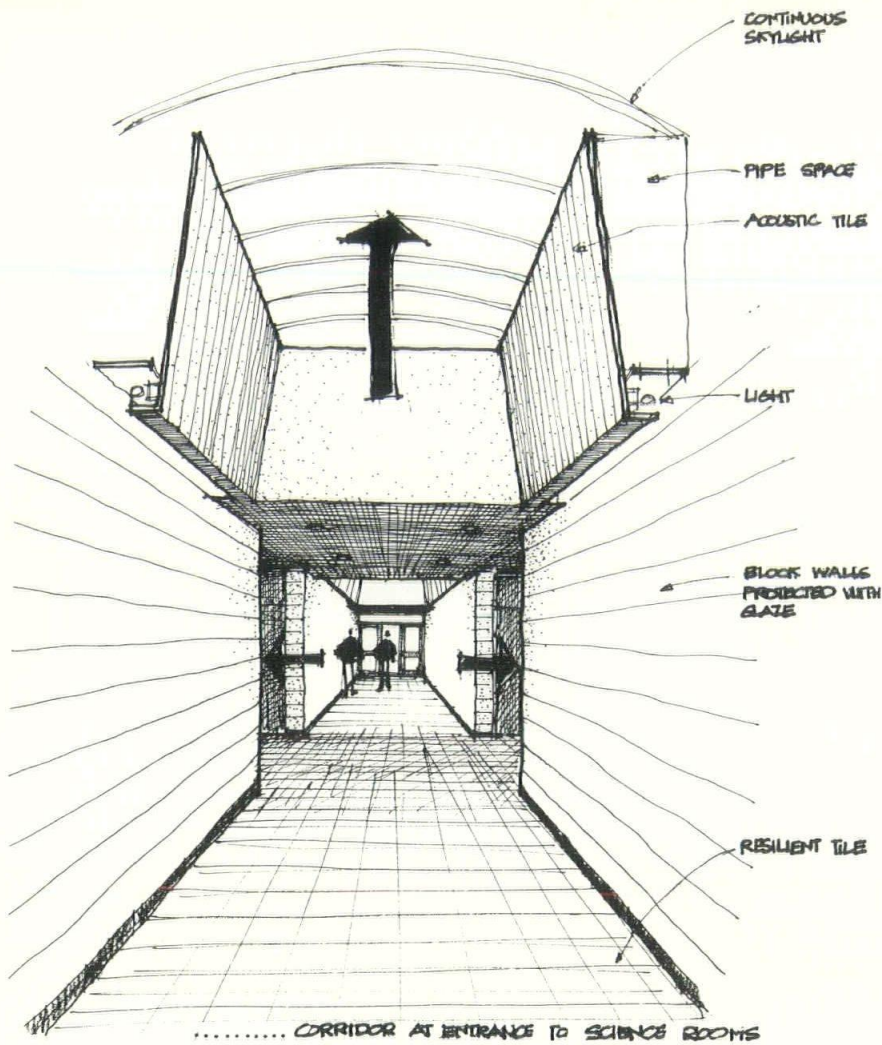 CONTINUOUS
SKYLIGHT
PIPE SPACE
ACOUSTIC TILE
LIGHT
BLOCK WALLS
PROTECTED WITH
GLAZE
RESILIENT TILE
.......... CORRIDOR AT ENTRANCE TO SCIENCE ROOMS